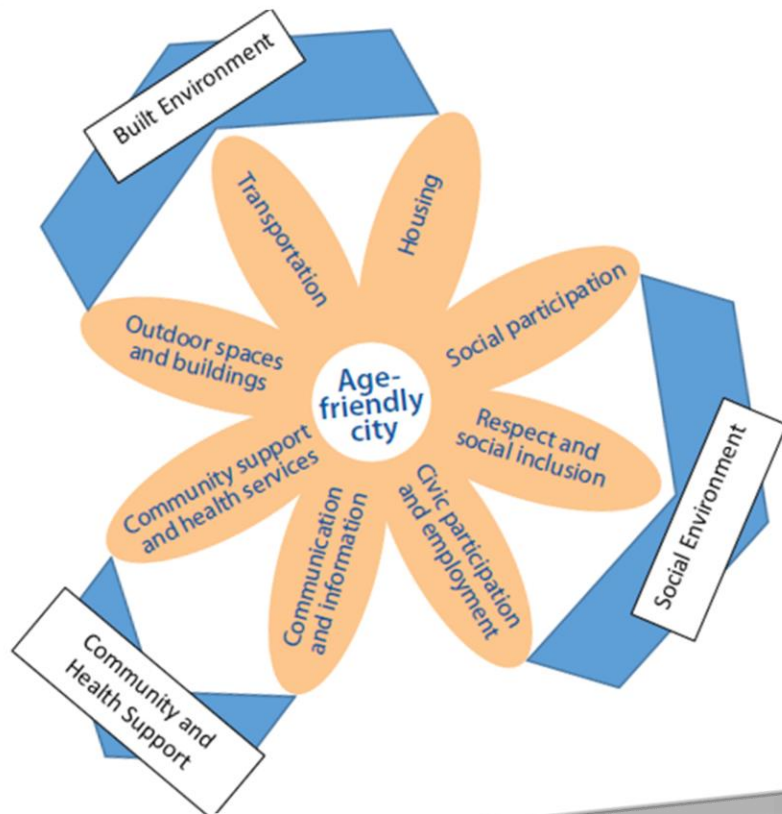 Built Environment
Transportation
Housing
Social participation
Outdoor spaces
and buildings
Age-
friendly
city
Respect and
social inclusion
Community support
and health services
Communication
and information
Civic participation
and employment
Social Environment
Community and
Health Support